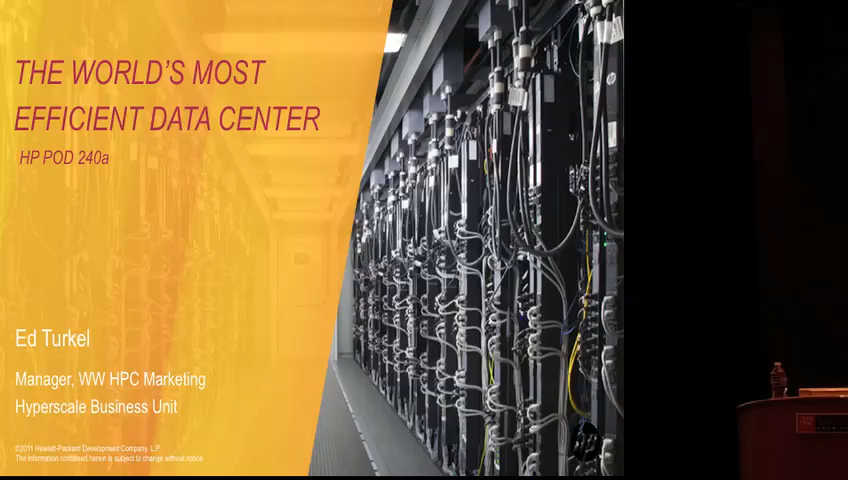 THE WORLD'S MOST
EFFICIENT DATA CENTER
HP POD 240a
Ed Turkel
Manager, WW HPC Marketing
Hyperscale Business Unit
©2011 Hewlett-Packard Development Company, L.P.
The information contained herein is subject to change without notice
hp